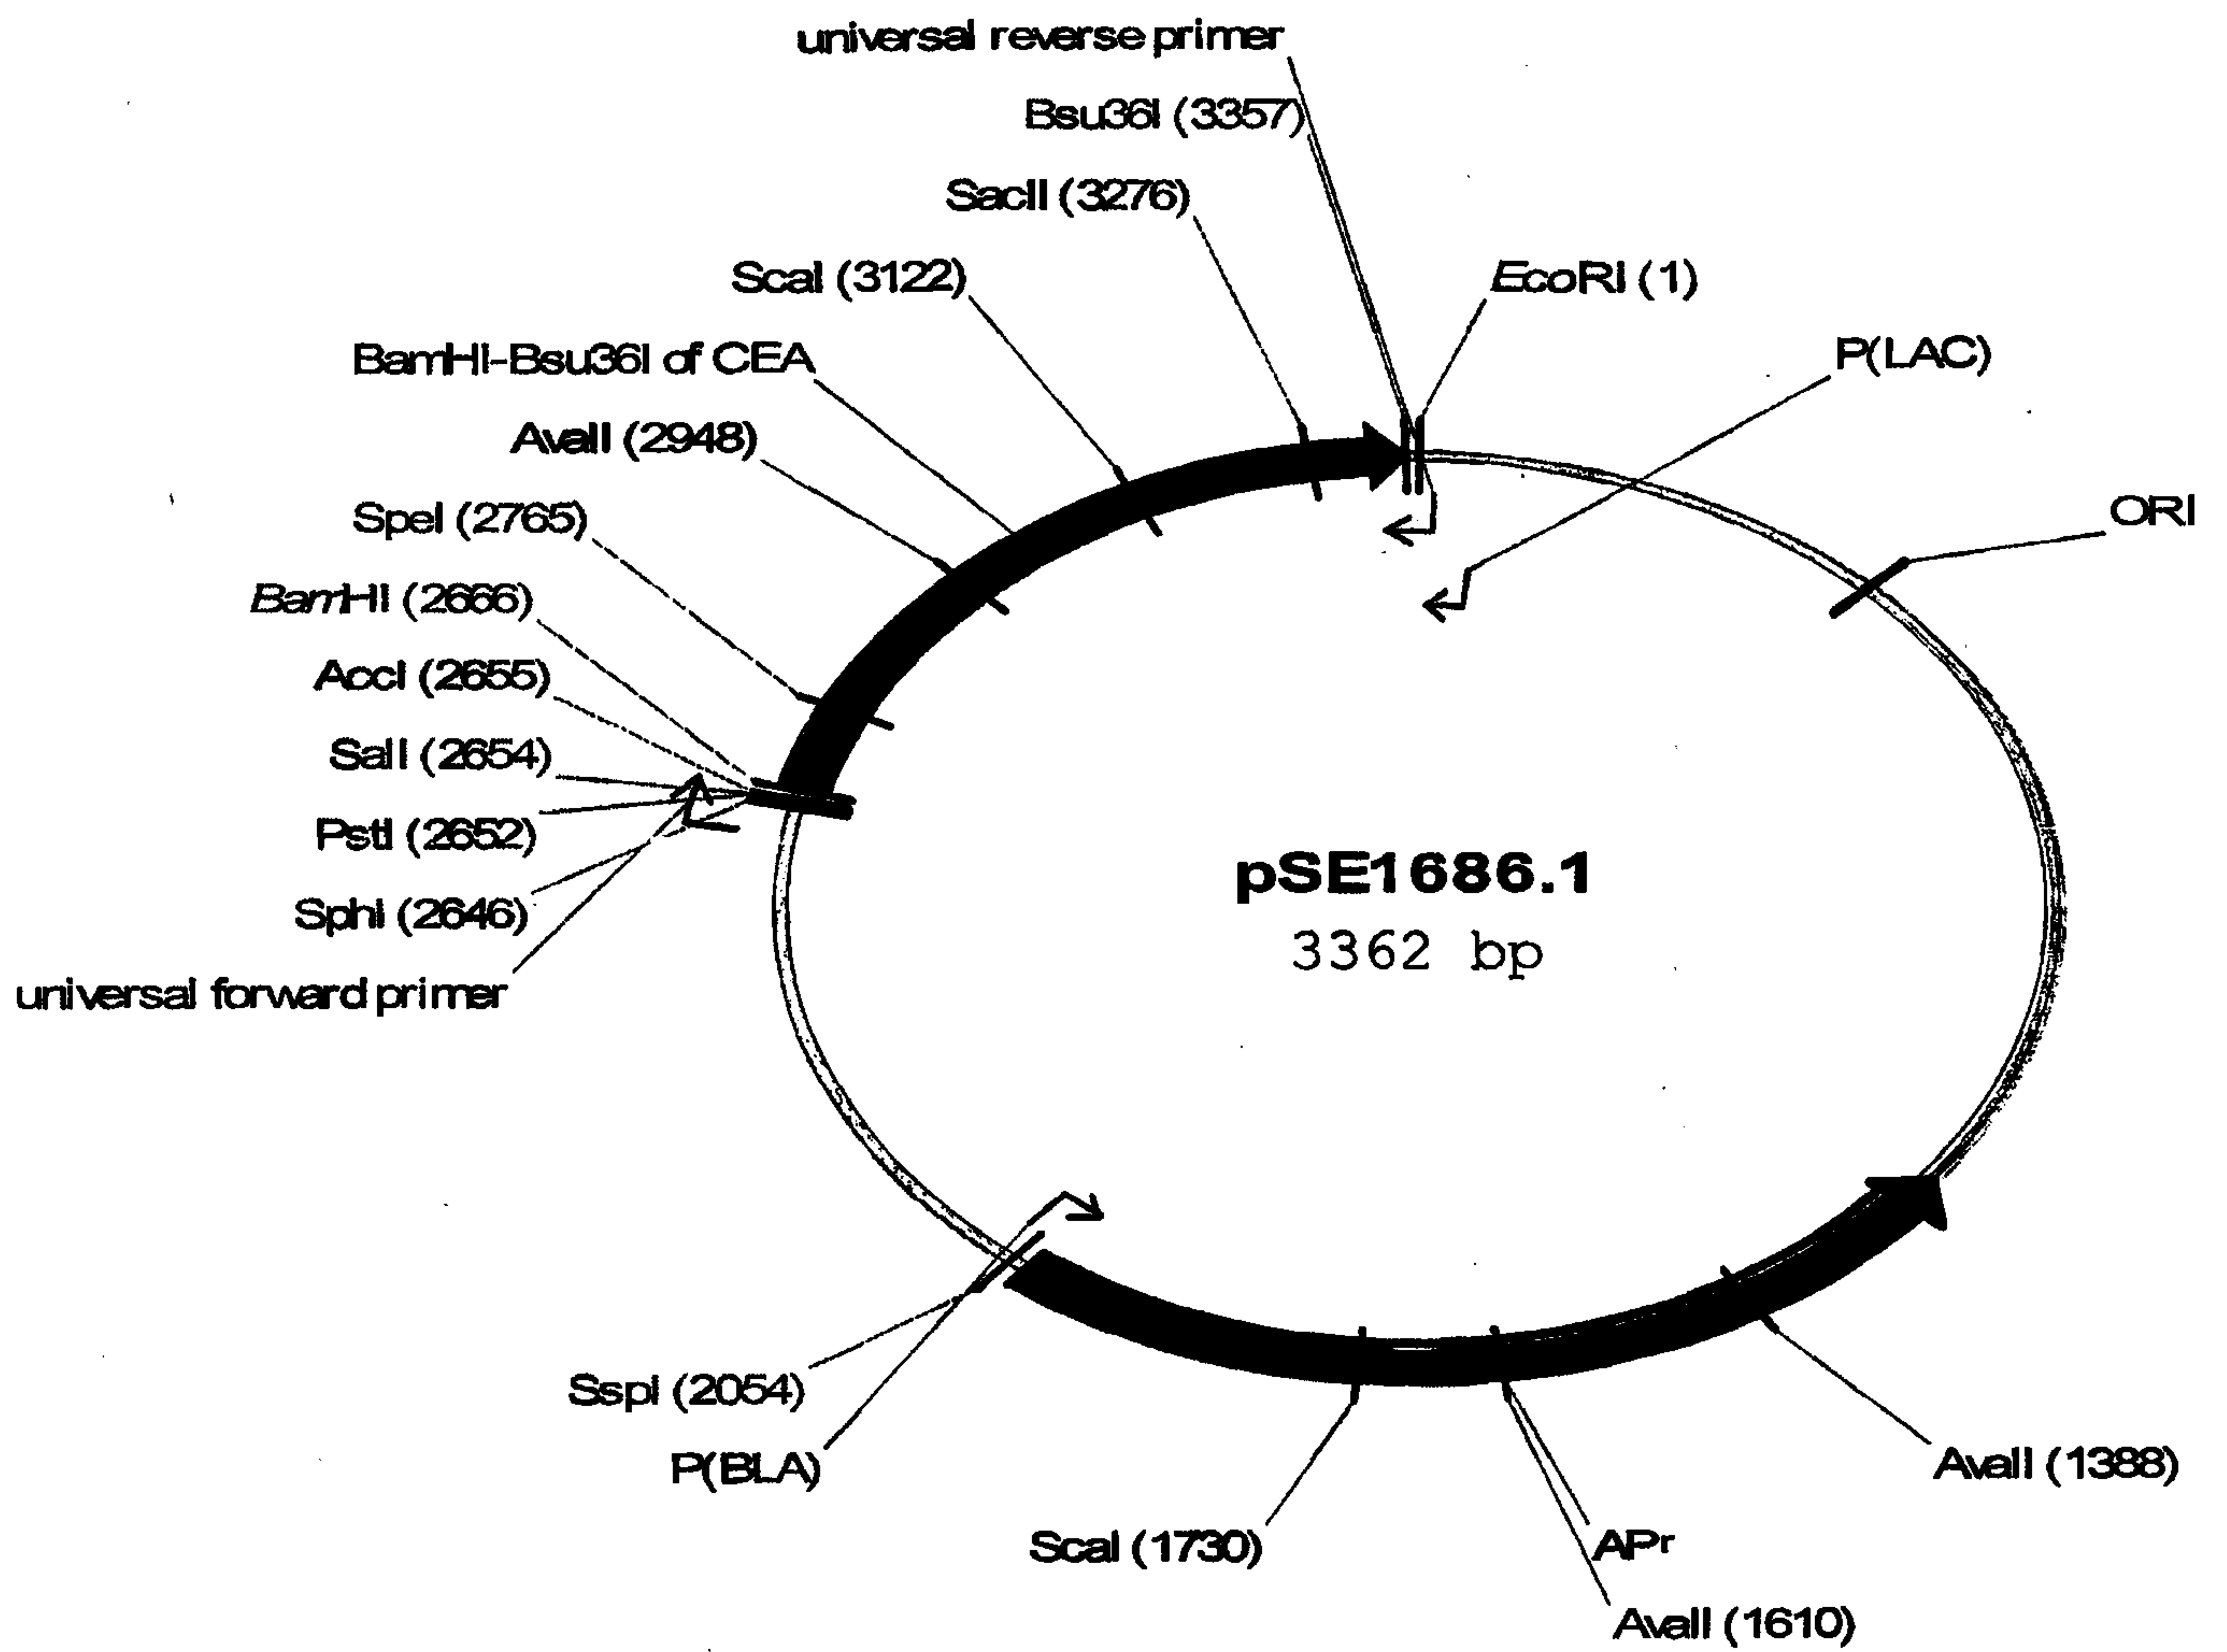 universal reverse primer
Bsu36I (3357)
SacII (3276)
ScaI (3122)
EcoRI (1)
BamHI-Bsu36I of CEA
P(LAC)
AvaII (2948)
SpeI (2765)
ORI
BamHI (2666)
AccI (2655)
SalI (2654)
PstI (2652)
SphI (2646)
universal forward primer
pSE1686.1
3362 bp
SspI (2054)
P(BLA)
ScaI (1730)
AvaII (1388)
APr
AvaII (1610)